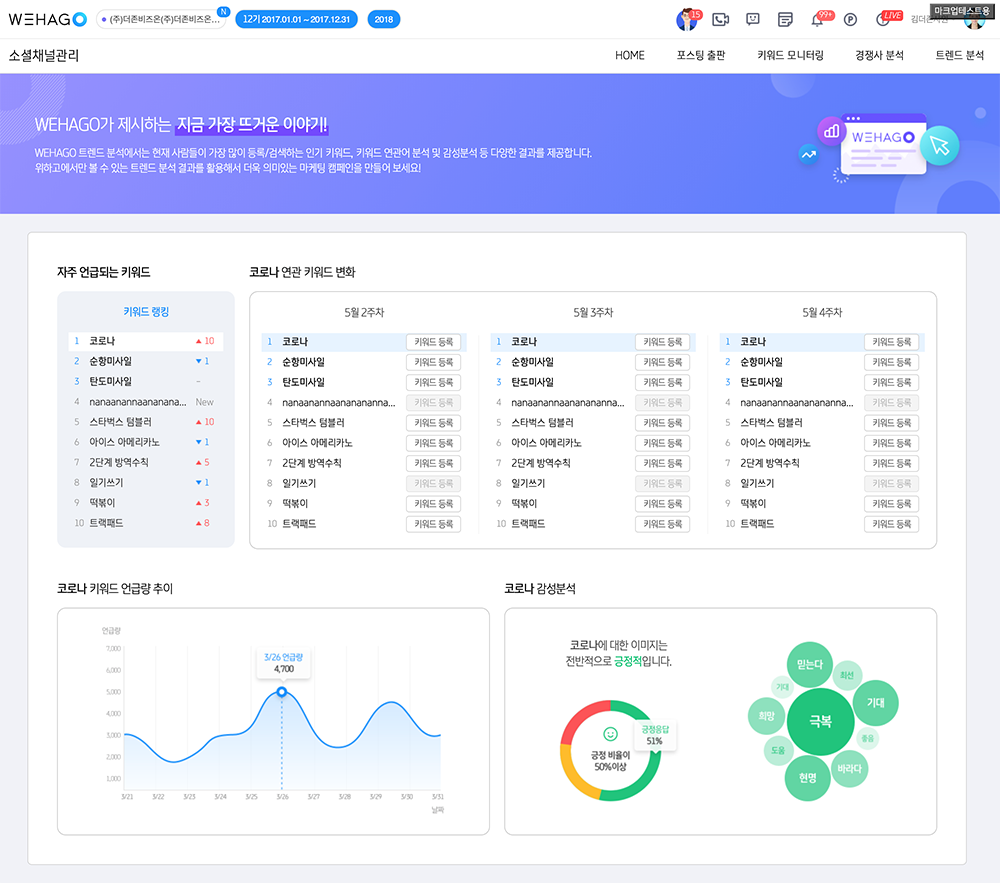 WEHAGO
(주)더존비즈온(주)더존비즈온...
N
12기 2017.01.01 ~ 2017.12.31
2018
15
99+
P
LIVE
마크업테스트용
소셜채널관리
HOME
포스팅 출판
키워드 모니터링
경쟁사 분석
트렌드 분석
WEHAGO가 제시하는 지금 가장 뜨거운 이야기!
WEHAGO 트렌드 분석에서는 현재 사람들이 가장 많이 등록/검색하는 인기 키워드, 키워드 연관어 분석 및 감성분석 등 다양한 결과를 제공합니다.
위하고에서만 볼 수 있는 트렌드 분석 결과를 활용해서 더욱 의미있는 마케팅 캠페인을 만들어 보세요!
WEHAGO
자주 언급되는 키워드
키워드 랭킹
1 코로나 ▲ 10
2 순항미사일 ▼ 1
3 탄도미사일 -
4 nanaanannaananana... New
5 스타벅스 텀블러 ▲ 10
6 아이스 아메리카노 ▼ 1
7 2단계 방역수칙 ▲ 5
8 일기쓰기 ▼ 1
9 떡볶이 ▲ 3
10 트랙패드 ▲ 8
코로나 연관 키워드 변화
5월 2주차
1 코로나 키워드 등록
2 순항미사일 키워드 등록
3 탄도미사일 키워드 등록
4 nanaanannaananananna... 키워드 등록
5 스타벅스 텀블러 키워드 등록
6 아이스 아메리카노 키워드 등록
7 2단계 방역수칙 키워드 등록
8 일기쓰기 키워드 등록
9 떡볶이 키워드 등록
10 트랙패드 키워드 등록
5월 3주차
1 코로나 키워드 등록
2 순항미사일 키워드 등록
3 탄도미사일 키워드 등록
4 nanaanannaananananna... 키워드 등록
5 스타벅스 텀블러 키워드 등록
6 아이스 아메리카노 키워드 등록
7 2단계 방역수칙 키워드 등록
8 일기쓰기 키워드 등록
9 떡볶이 키워드 등록
10 트랙패드 키워드 등록
5월 4주차
1 코로나 키워드 등록
2 순항미사일 키워드 등록
3 탄도미사일 키워드 등록
4 nanaanannaananananna... 키워드 등록
5 스타벅스 텀블러 키워드 등록
6 아이스 아메리카노 키워드 등록
7 2단계 방역수칙 키워드 등록
8 일기쓰기 키워드 등록
9 떡볶이 키워드 등록
10 트랙패드 키워드 등록
코로나 키워드 언급량 추이
언급량
7,000
6,000
5,000
4,000
3,000
2,000
1,000
3/26 언급량
4,700
3/21 3/22 3/23 3/24 3/25 3/26 3/27 3/28 3/29 3/30 3/31
날짜
코로나 감성분석
코로나에 대한 이미지는
전반적으로 긍정적입니다.
긍정응답
51%
긍정 비율이
50%이상
믿는다
최선
기대
기대
희망
극복
좋음
도움
바라다
현명